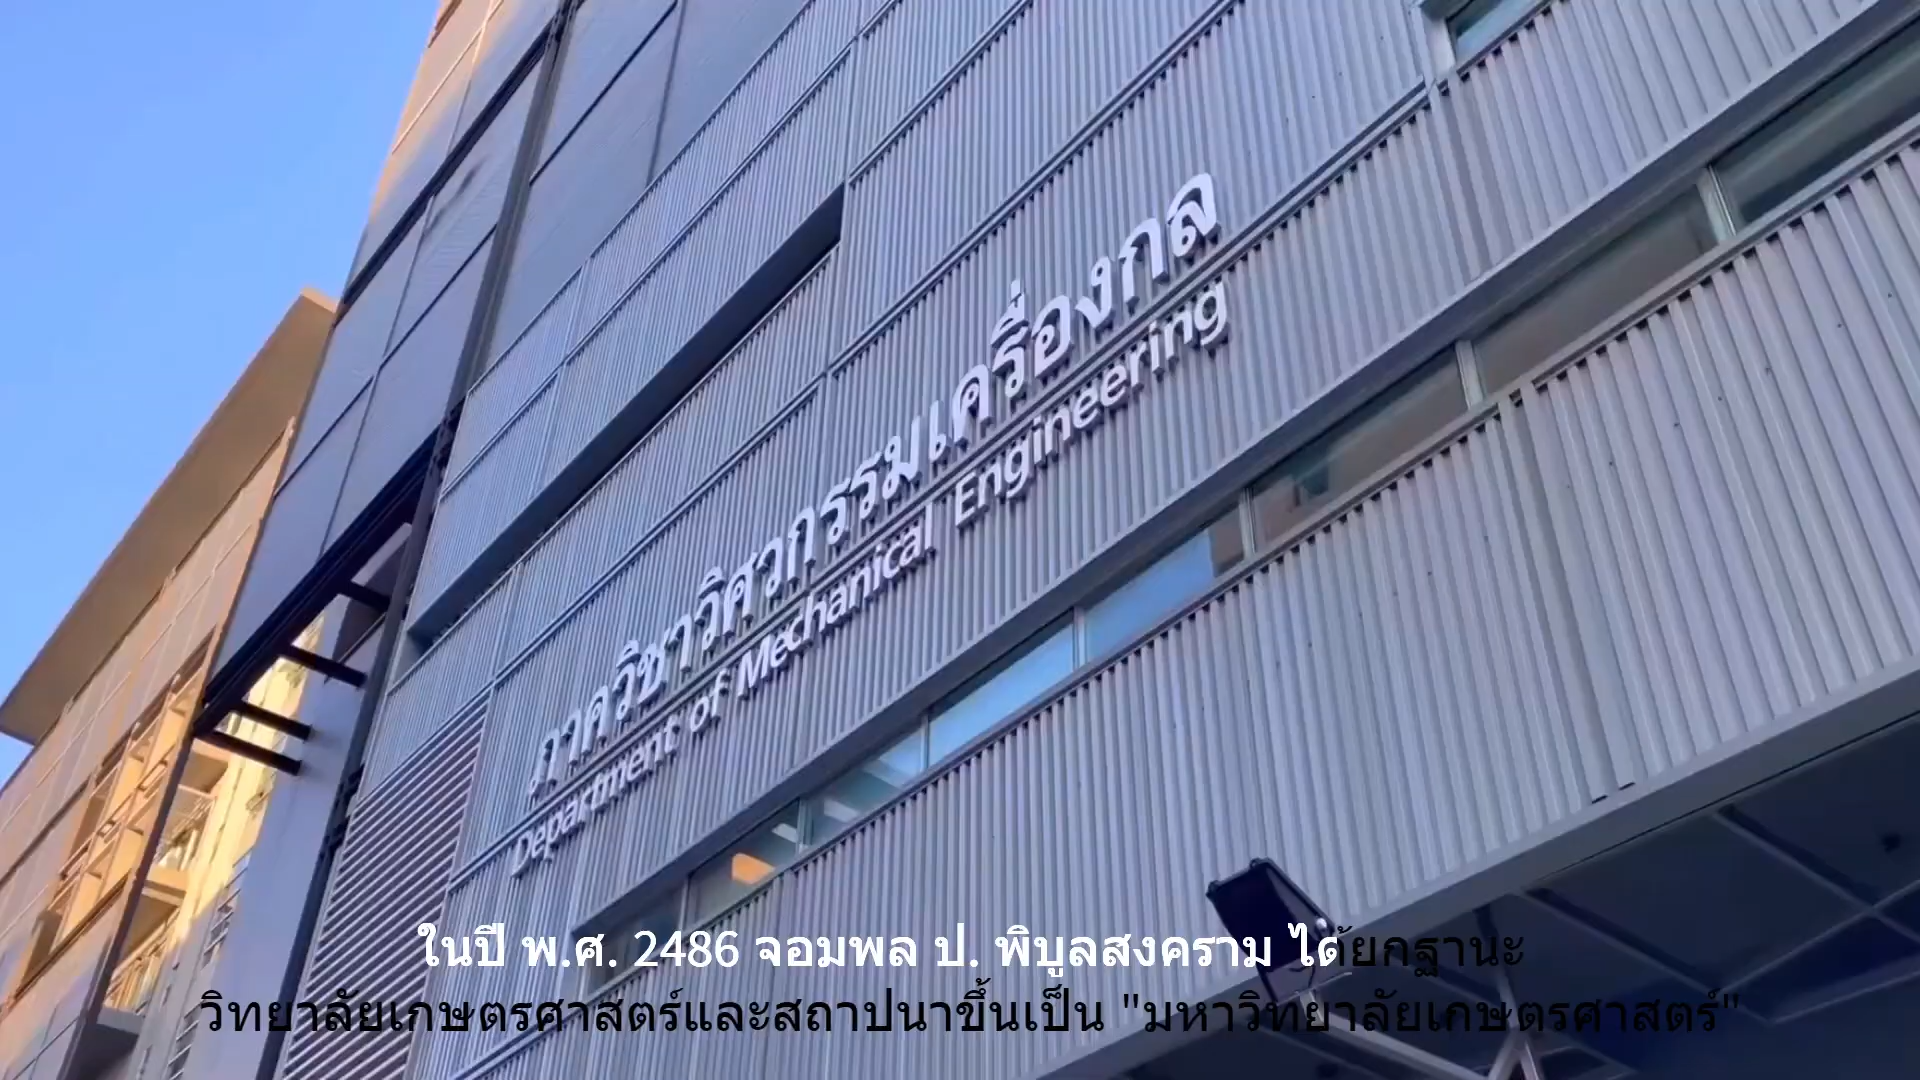 ภาควิชาวิศวกรรมเครื่องกล
Department of Mechanical Engineering
ในปี พ.ศ. 2486 จอมพล ป. พิบูลสงคราม ได้ยกฐานะ
วิทยาลัยเกษตรศาสตร์และสถาปนาขึ้นเป็น "มหาวิทยาลัยเกษตรศาสตร์"